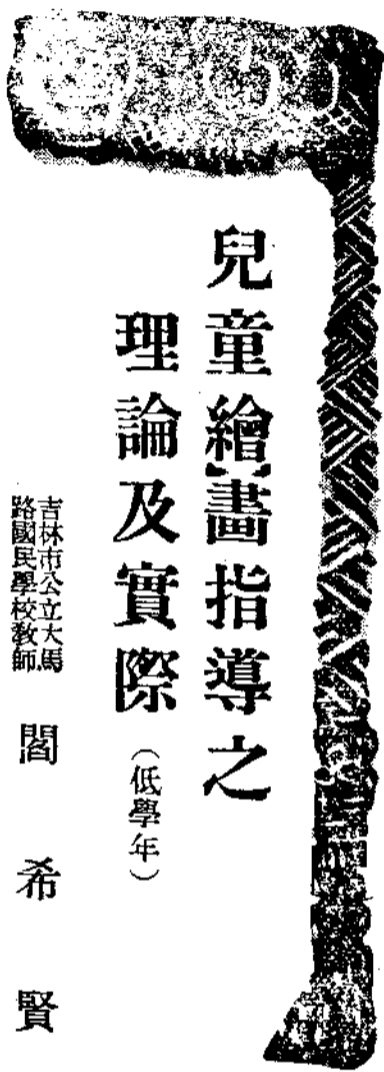 兒童繪畫指導之
理論及實際（低學年）
吉林市公立大馬
路國民學校教師
閻希賢